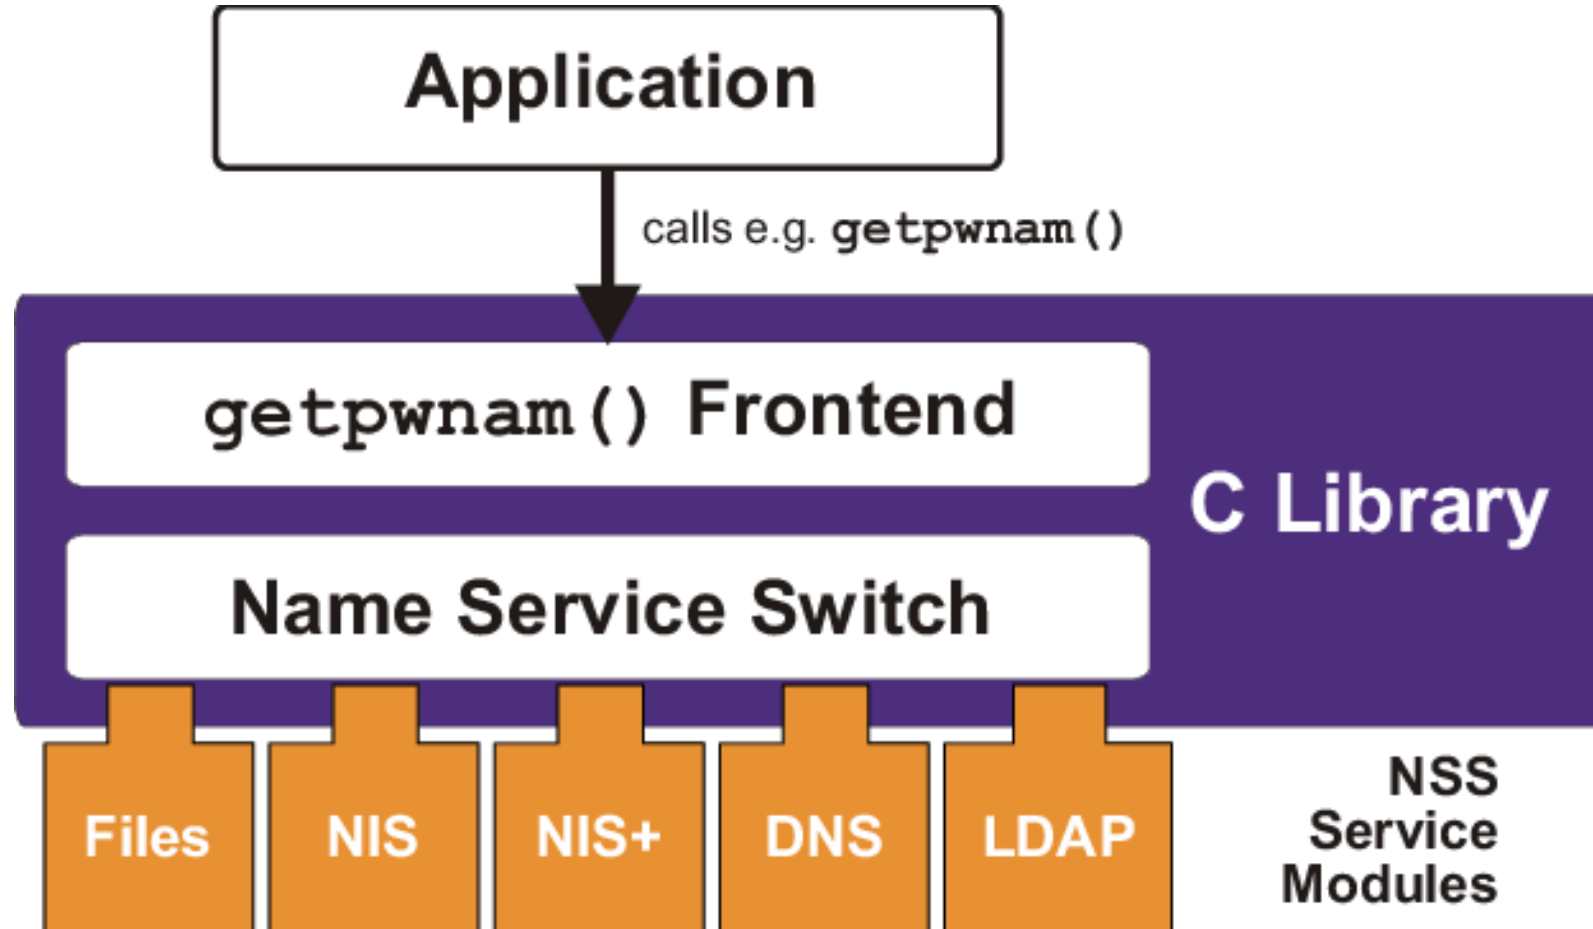 Application
calls e.g. getpwnam()
getpwnam() Frontend
C Library
Name Service Switch
Files
NIS
NIS+
DNS
LDAP
NSS
Service
Modules